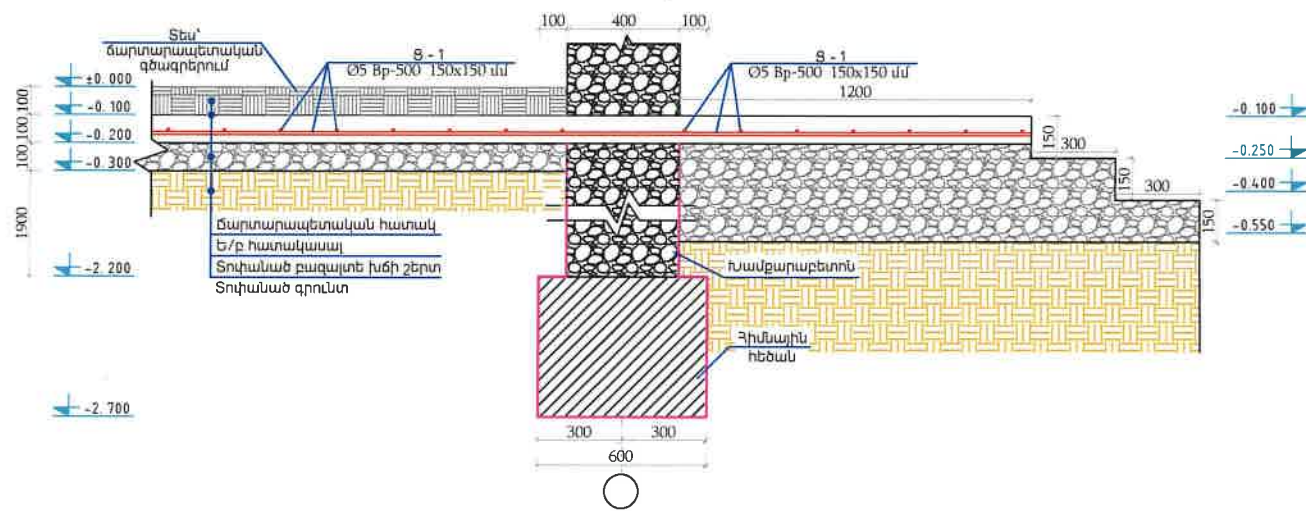 100 400 100
Տես՝
ճարտարապետական
գծագրերում
Ց - 1
Ø5 Вр-500 150x150 մմ
Ց - 1
Ø5 Вр-500 150x150 մմ
1200
±0.000
-0.100
-0.200
-0.300
-2.200
-2.700
100
100
100
1900
-0.100
-0.250
-0.400
-0.550
150
300
150
300
150
Ճարտարապետական հատակ
Ե/բ հատակասալ
Տոփանած բազալտե խճի շերտ
Տոփանած գրունտ
Խամքարաբետոն
Հիմնային
հեծան
300 300
600